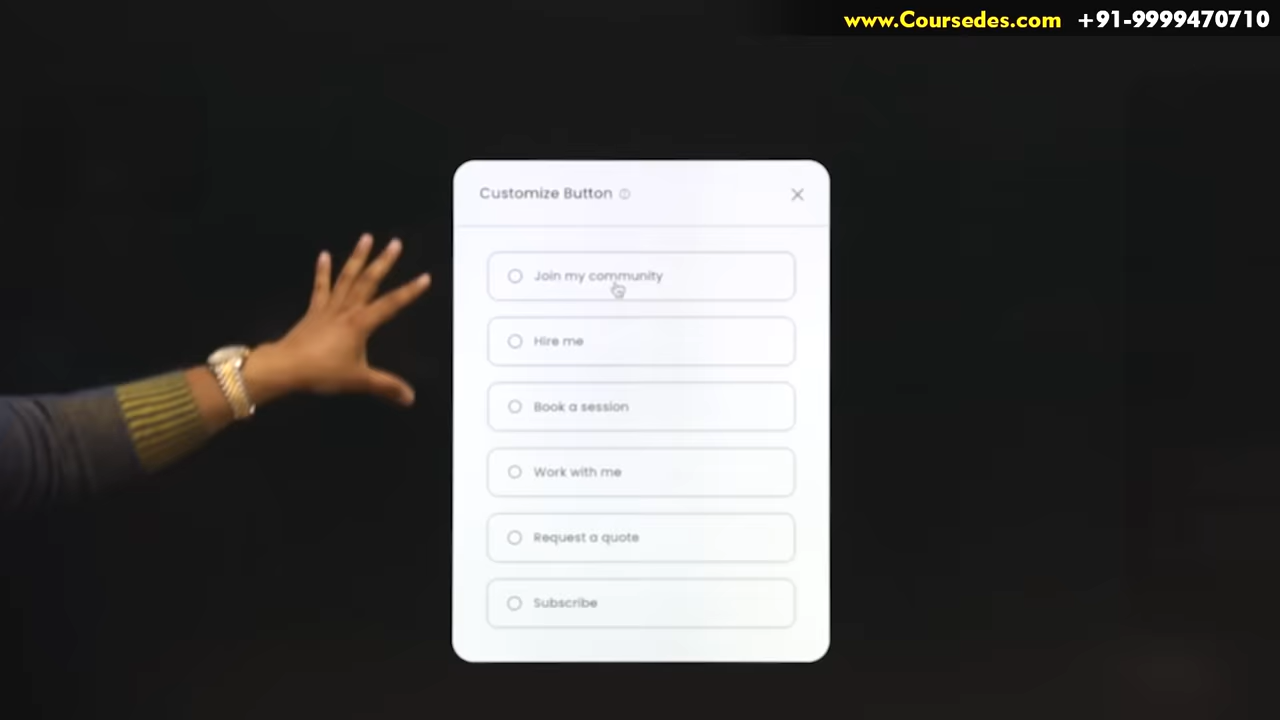 www.Coursedes.com +91-9999470710
Customize Button
Join my community
Hire me
Book a session
Work with me
Request a quote
Subscribe